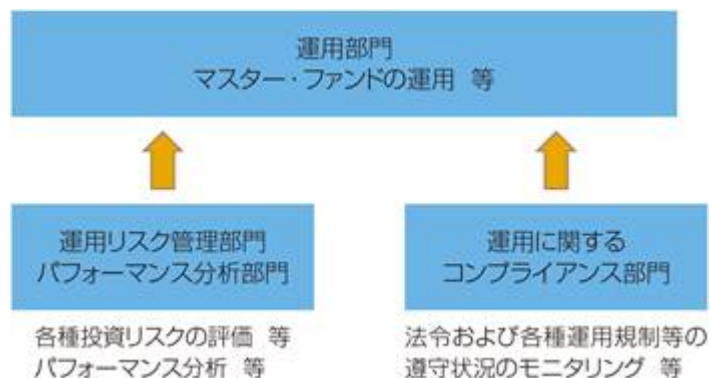 運用部門
マスター・ファンドの運用 等
運用リスク管理部門
パフォーマンス分析部門
運用に関する
コンプライアンス部門
各種投資リスクの評価 等
パフォーマンス分析 等
法令および各種運用規制等の
遵守状況のモニタリング 等